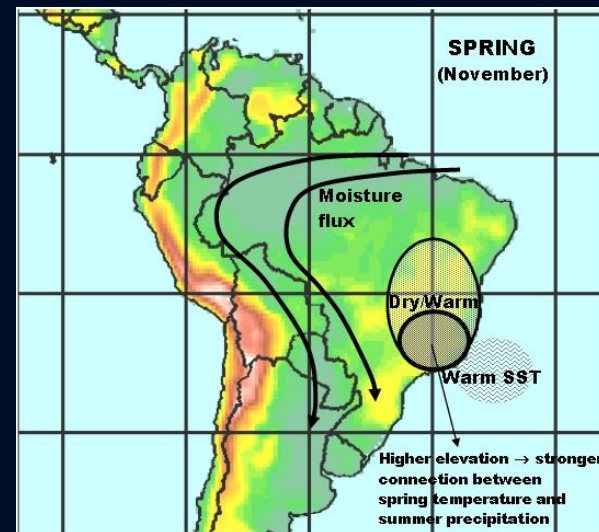 SPRING
(November)
Moisture
flux
Dry/Warm
Warm SST
Higher elevation → stronger
connection between
spring temperature and
summer precipitation